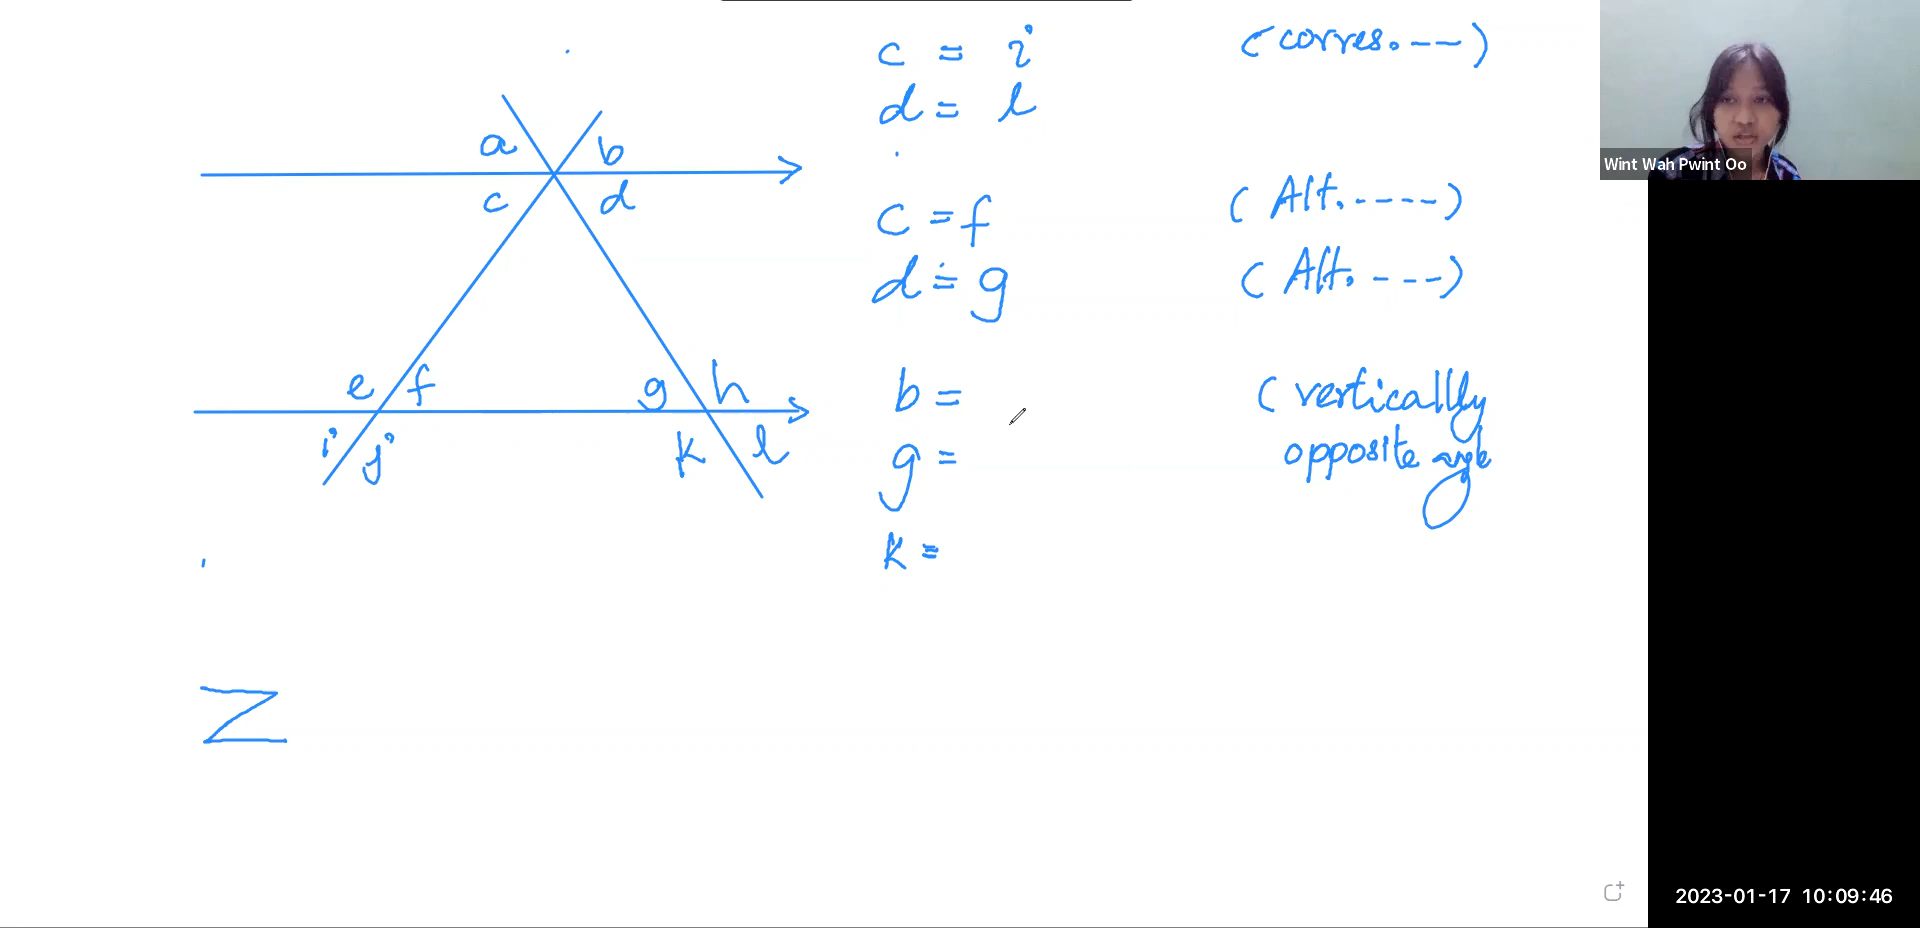 c = i (corres. --)
d = l
a b
c d
c = f (Alt. ----)
d = g (Alt. ---)
e f g h
i j k l
b = (vertically
g = opposite angle
k =
Z
Wint Wah Pwint Oo
2023-01-17 10:09:46